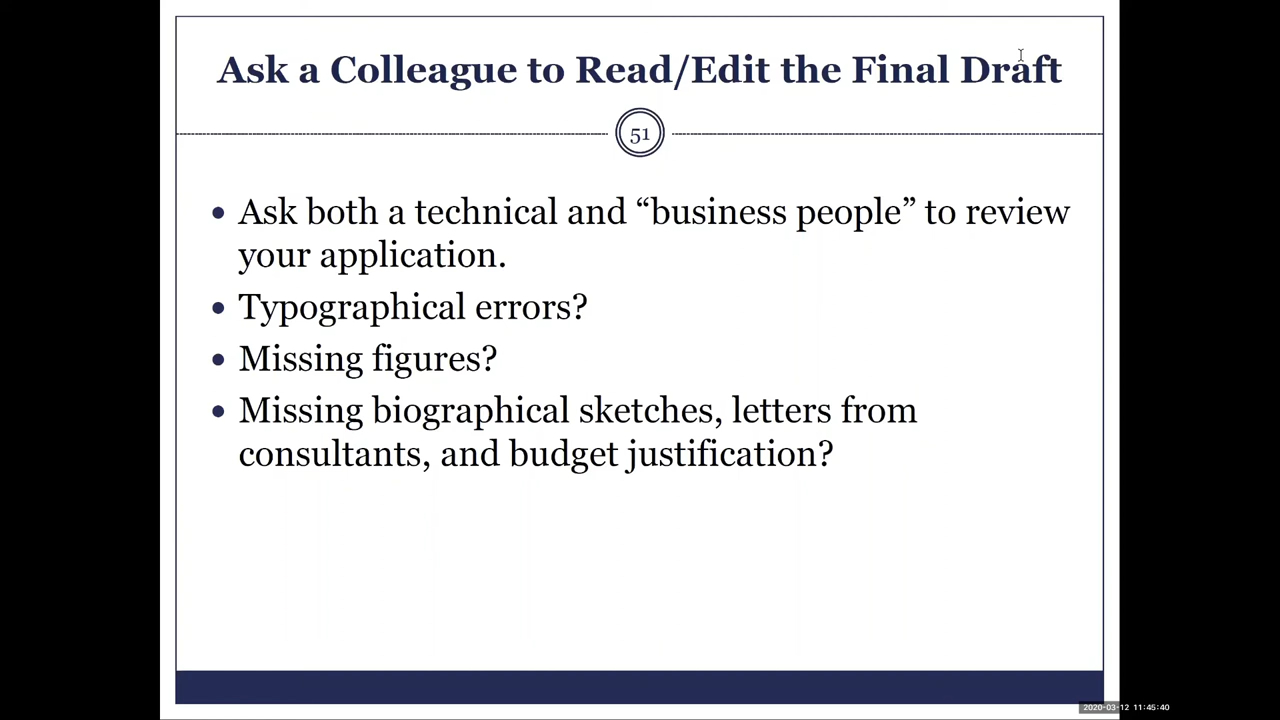 Ask a Colleague to Read/Edit the Final Draft
51
• Ask both a technical and “business people” to review
your application.
• Typographical errors?
• Missing figures?
• Missing biographical sketches, letters from
consultants, and budget justification?
2020-03-12 11:45:40